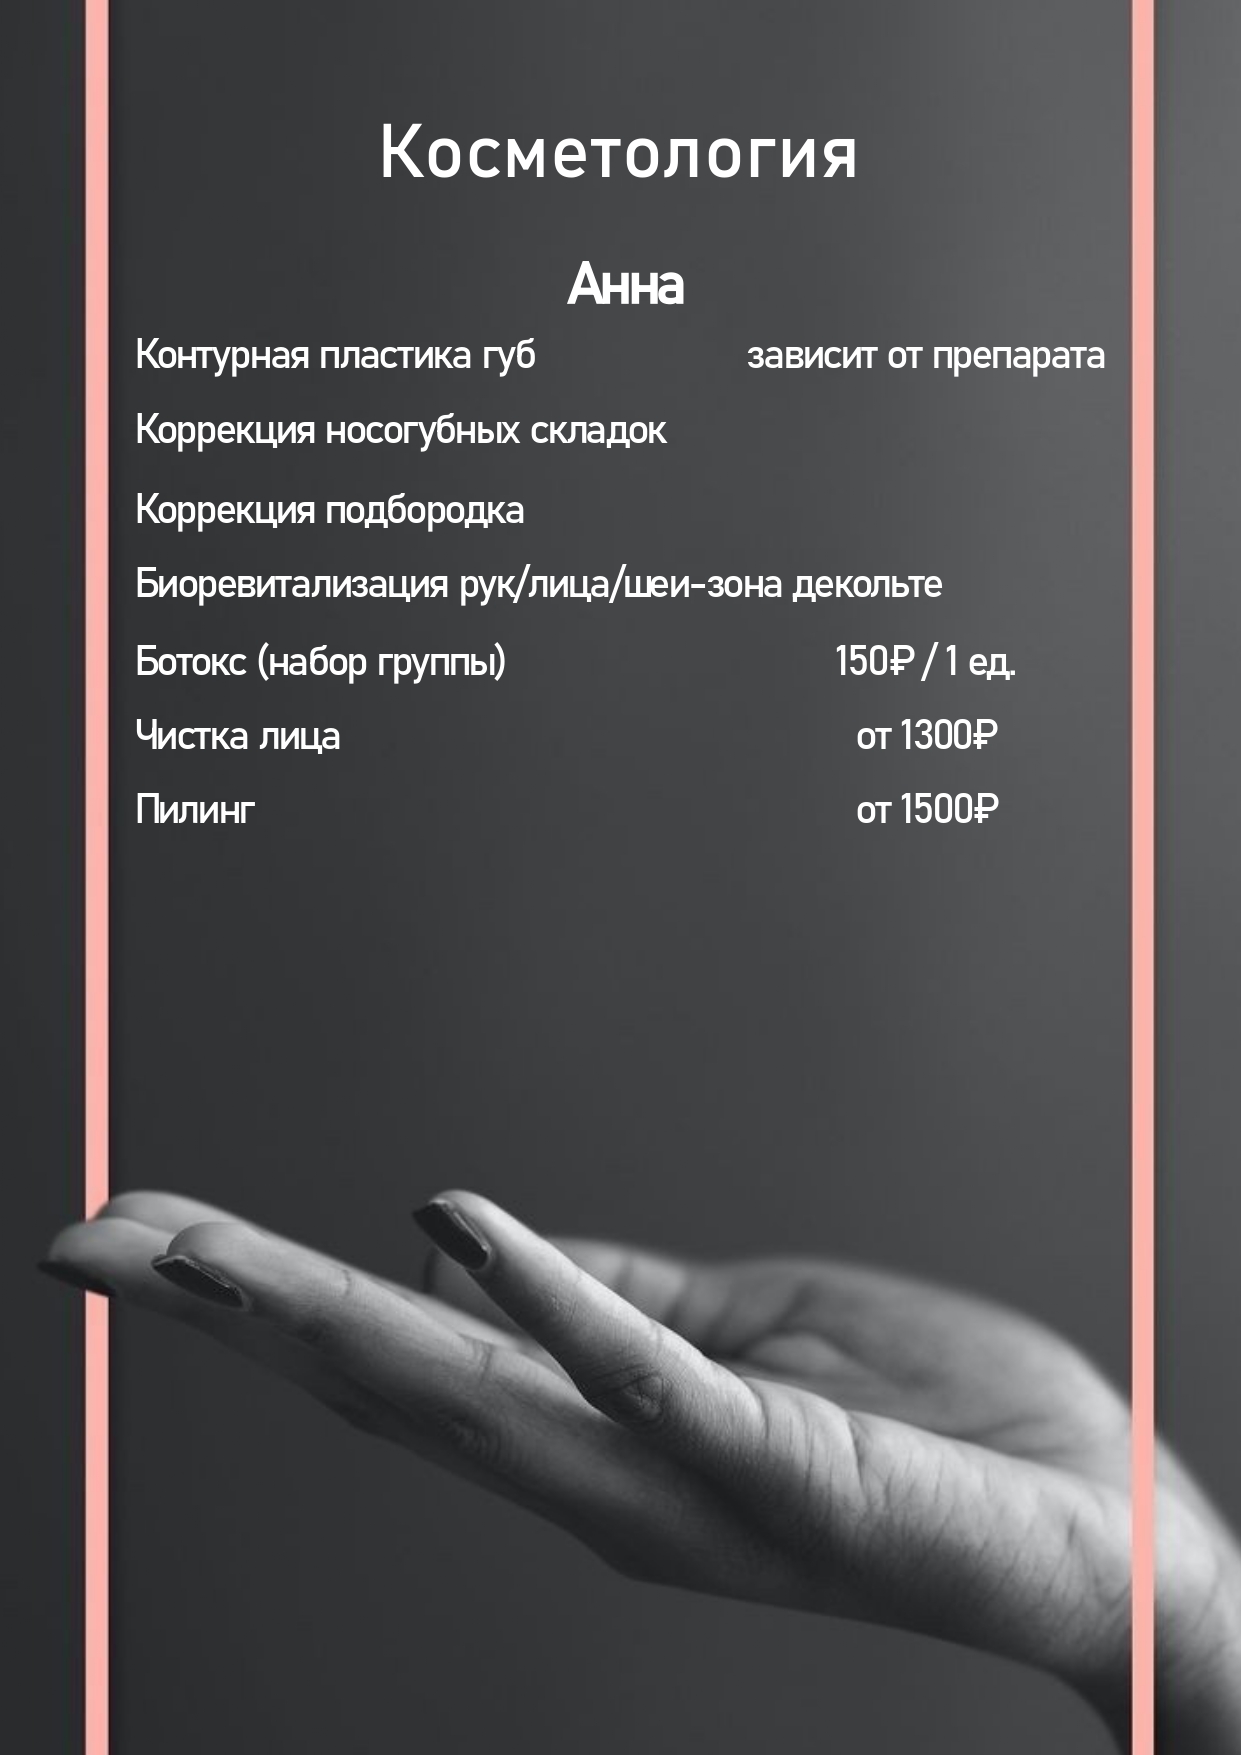 Косметология
Анна
Контурная пластика губ зависит от препарата
Коррекция носогубных складок
Коррекция подбородка
Биоревитализация рук/лица/шеи-зона декольте
Ботокс (набор группы) 150₽ / 1 ед.
Чистка лица от 1300₽
Пилинг от 1500₽